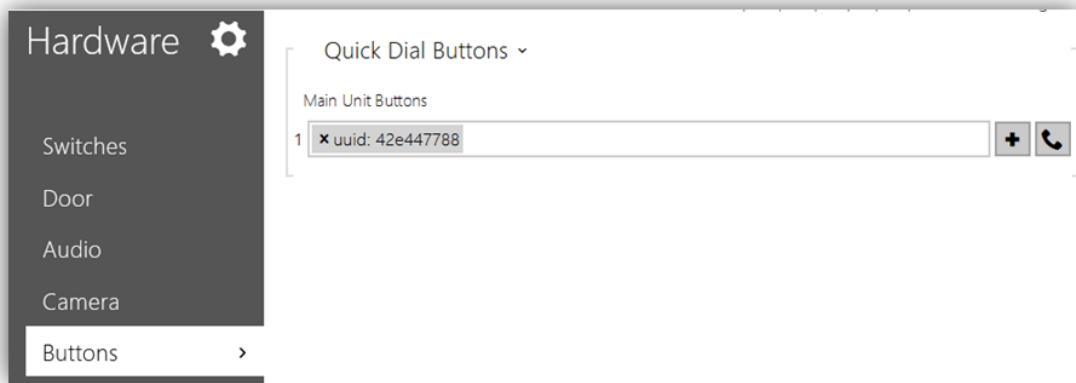 Hardware
Switches
Door
Audio
Camera
Buttons
Quick Dial Buttons
Main Unit Buttons
1 × uuid: 42e447788